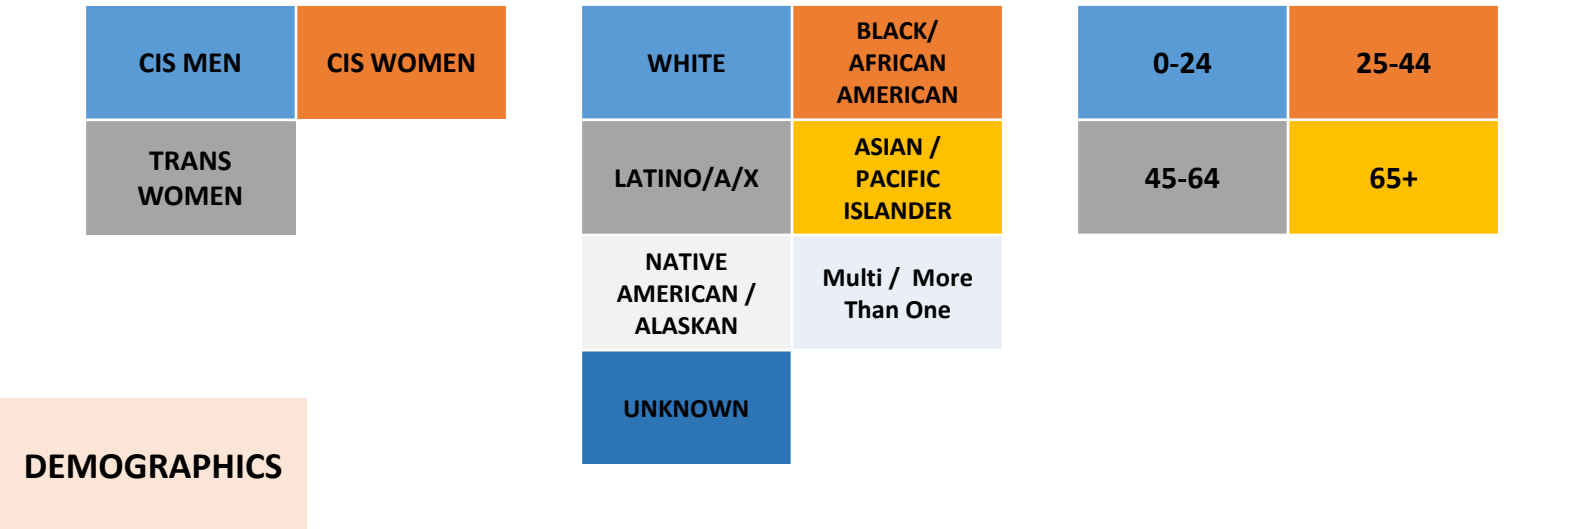 CIS MEN
CIS WOMEN
TRANS
WOMEN
WHITE
BLACK/
AFRICAN
AMERICAN
LATINO/A/X
ASIAN /
PACIFIC
ISLANDER
NATIVE
AMERICAN /
ALASKAN
Multi / More
Than One
UNKNOWN
0-24
25-44
45-64
65+
DEMOGRAPHICS